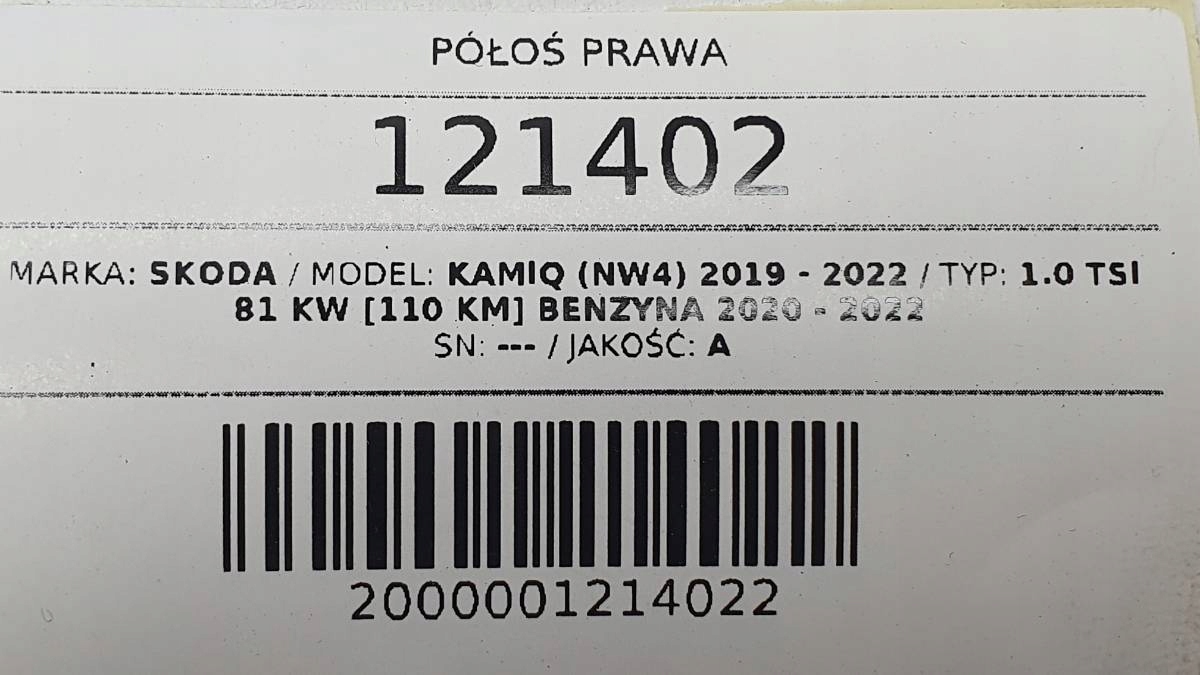 PÓŁOŚ PRAWA
121402
MARKA: SKODA / MODEL: KAMIQ (NW4) 2019 - 2022 / TYP: 1.0 TSI
81 KW [110 KM] BENZYNA 2020 - 2022
SN: --- / JAKOŚĆ: A
2000001214022